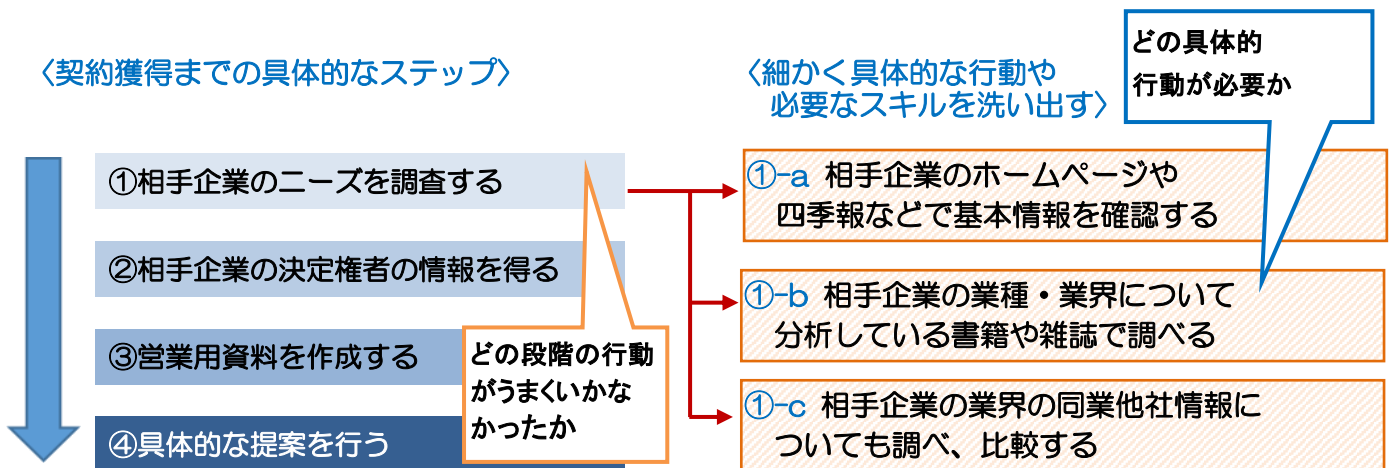 〈契約獲得までの具体的なステップ〉
①相手企業のニーズを調査する
②相手企業の決定権者の情報を得る
③営業用資料を作成する
④具体的な提案を行う
どの段階の行動
がうまくいかな
かったか
〈細かく具体的な行動や
必要なスキルを洗い出す〉
どの具体的
行動が必要か
①-a 相手企業のホームページや
四季報などで基本情報を確認する
①-b 相手企業の業種・業界について
分析している書籍や雑誌で調べる
①-c 相手企業の業界の同業他社情報に
ついても調べ、比較する